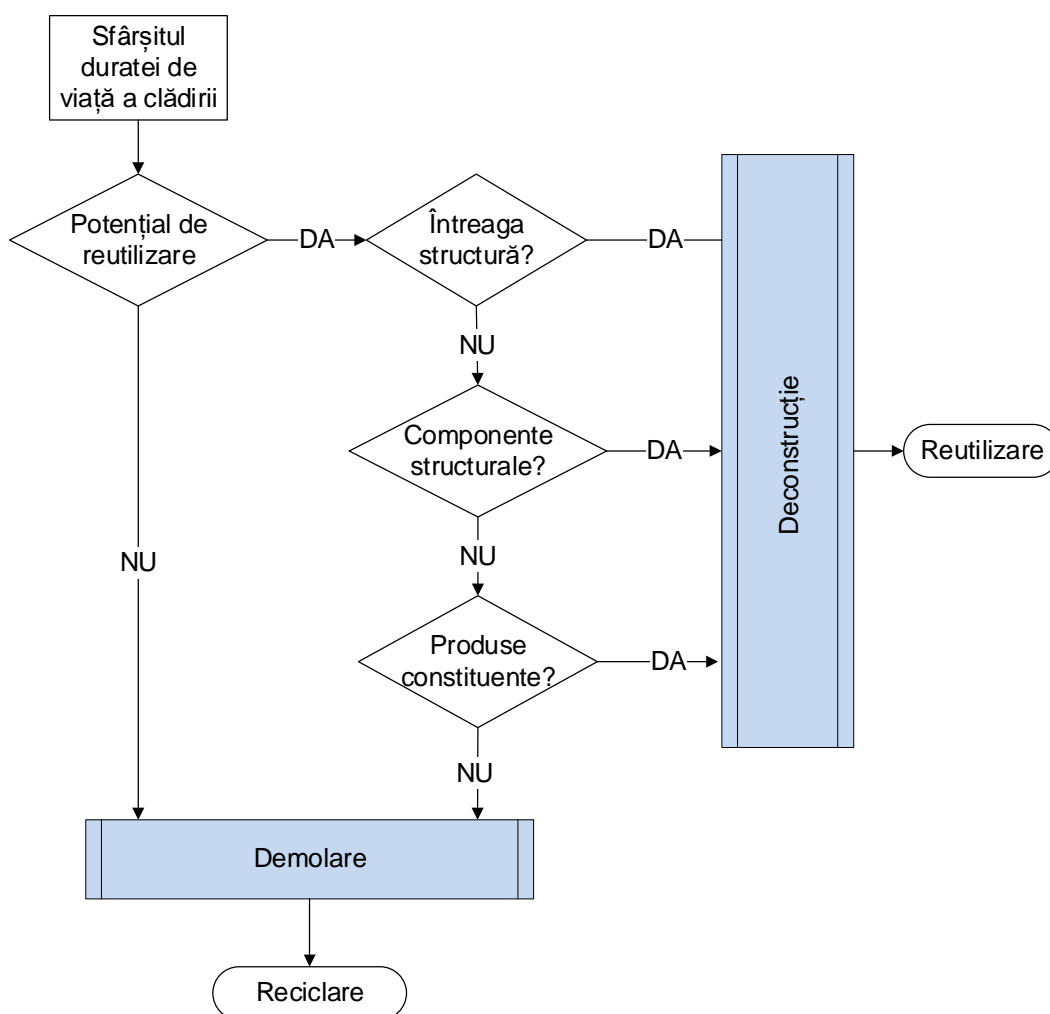 Sfârșitul
duratei de
viață a clădirii
Potențial de
reutilizare
DA
Întreaga
structură?
DA
NU
Componente
structurale?
DA
Deconstrucție
Reutilizare
NU
NU
Produse
constituente?
DA
NU
Demolare
Reciclare